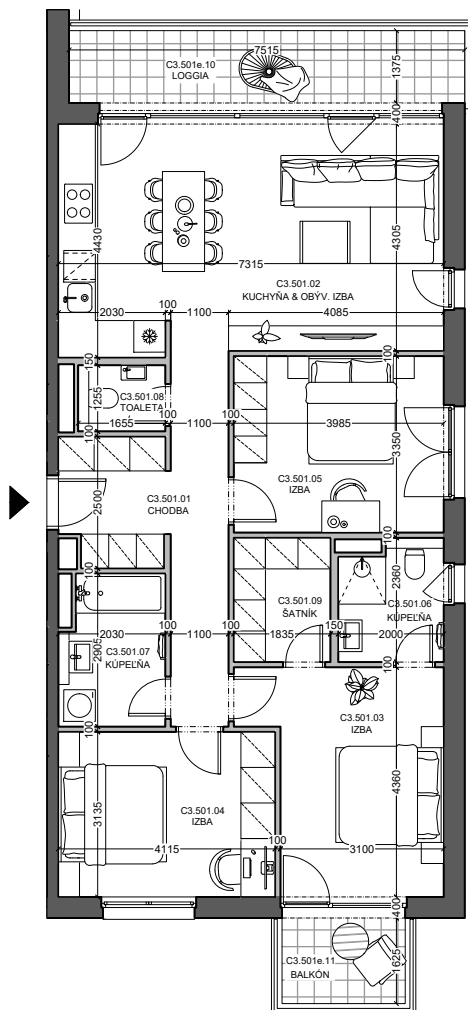 7515
C3.501e.10
LOGGIA
1375
400
4430
4305
7315
C3.501.02
KUCHYŇA & OBÝV. IZBA
2030
100
1100
4085
150
100
1255
C3.501.08
TOALETA
100
100
1655
1100
3985
100
3350
C3.501.05
IZBA
C3.501.01
CHODBA
2500
100
100
2360
C3.501.09
ŠATNÍK
C3.501.06
KÚPEĽŇA
2030
100
1100
100
1835
150
2000
C3.501.07
KÚPEĽŇA
2905
100
100
C3.501.03
IZBA
C3.501.04
IZBA
3135
4360
4115
100
3100
400
C3.501e.11
BALKÓN
1625